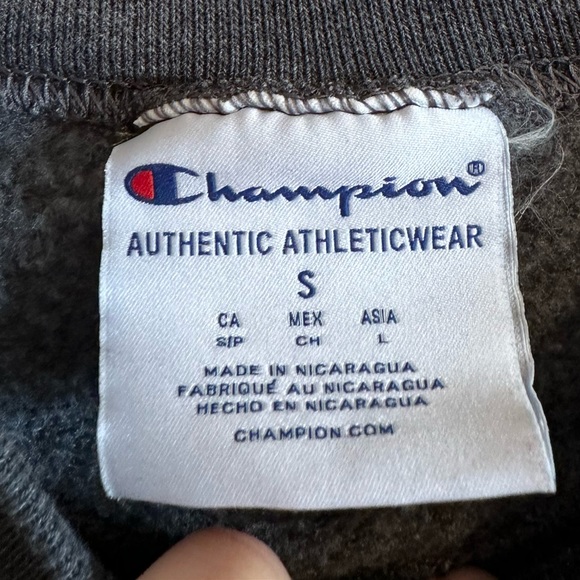 Champion®
AUTHENTIC ATHLETICWEAR
S
CA MEX ASIA
S/P CH L
MADE IN NICARAGUA
FABRIQUÉ AU NICARAGUA
HECHO EN NICARAGUA
CHAMPION.COM